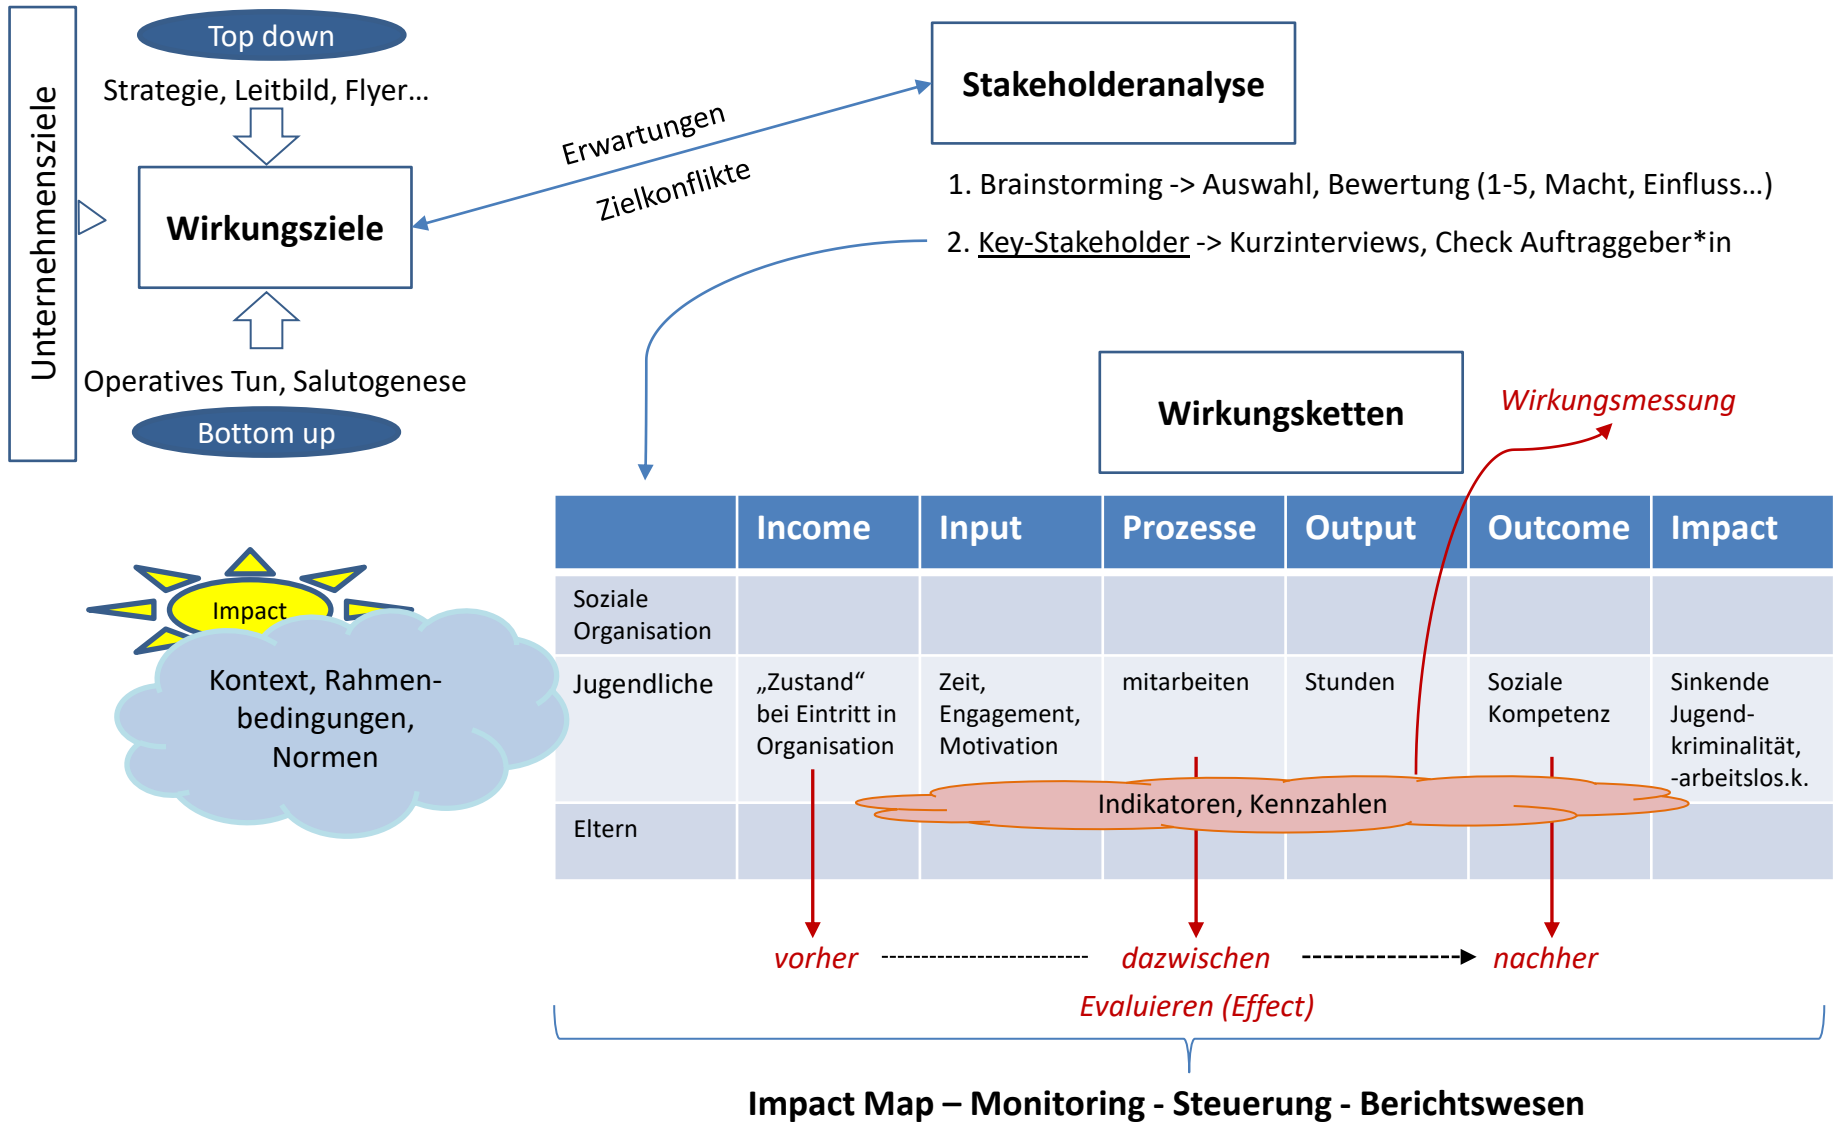 Unternehmensziele
Top down
Strategie, Leitbild, Flyer…
Wirkungsziele
Operatives Tun, Salutogenese
Bottom up
Erwartungen
Zielkonflikte
Stakeholderanalyse
1. Brainstorming -> Auswahl, Bewertung (1-5, Macht, Einfluss…)
2. Key-Stakeholder -> Kurzinterviews, Check Auftraggeber*in
Wirkungsketten
Wirkungsmessung
Impact
Kontext, Rahmen-
bedingungen,
Normen
Income
Input
Prozesse
Output
Outcome
Impact
Soziale
Organisation
Jugendliche
„Zustand“
bei Eintritt in
Organisation
Zeit,
Engagement,
Motivation
mitarbeiten
Stunden
Soziale
Kompetenz
Sinkende
Jugend-
kriminalität,
-arbeitslos.k.
Indikatoren, Kennzahlen
Eltern
vorher
dazwischen
nachher
Evaluieren (Effect)
Impact Map – Monitoring - Steuerung - Berichtswesen